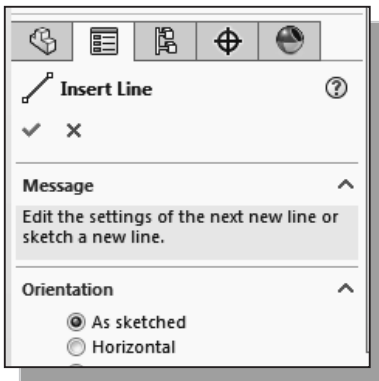 Insert Line
Message
Edit the settings of the next new line or
sketch a new line.
Orientation
As sketched
Horizontal